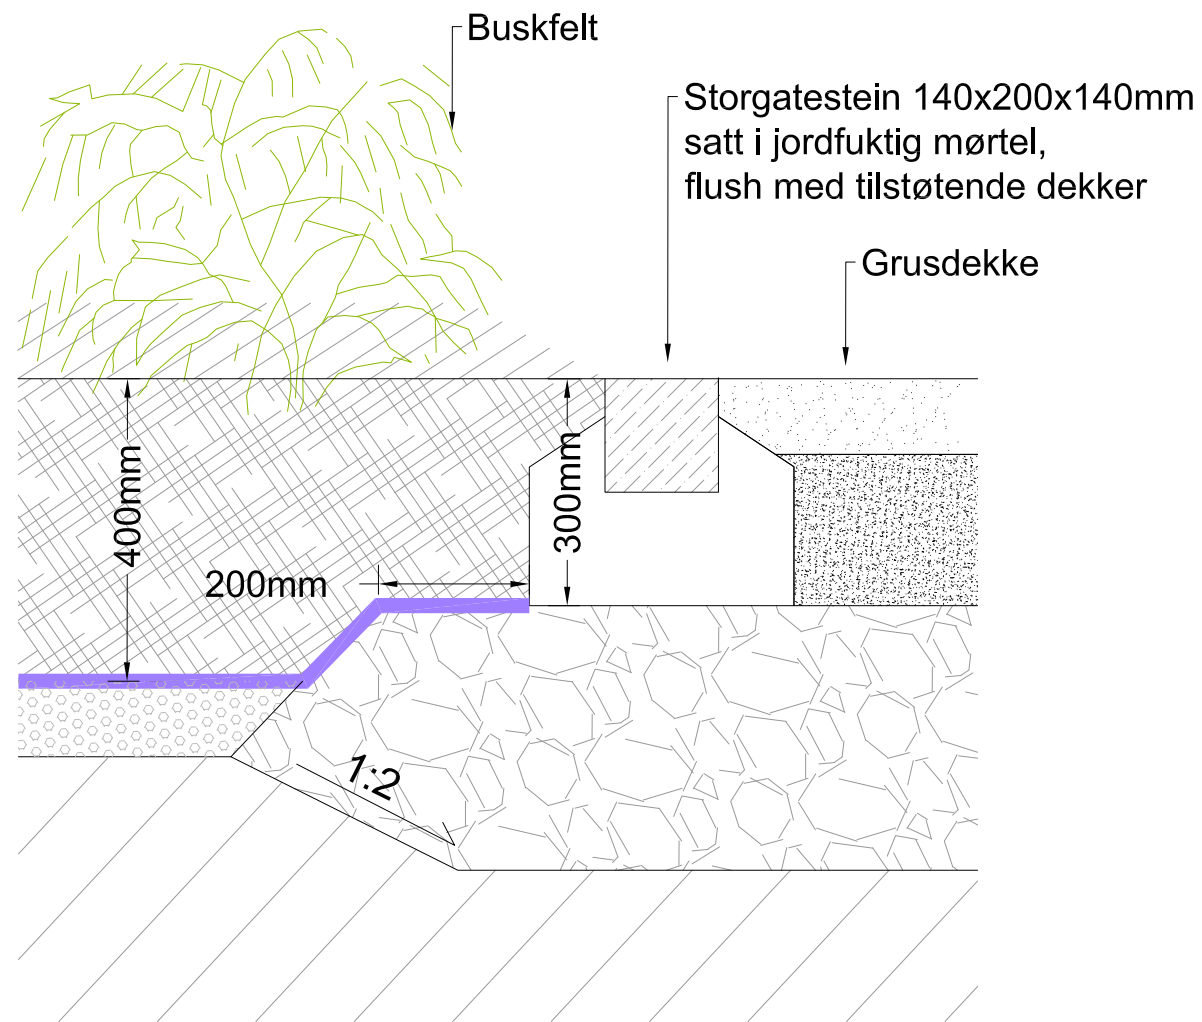 Buskfelt
Storgatestein 140x200x140mm
satt i jordfuktig mørtel,
flush med tilstøtende dekker
Grusdekke
400mm
300mm
200mm
1:2